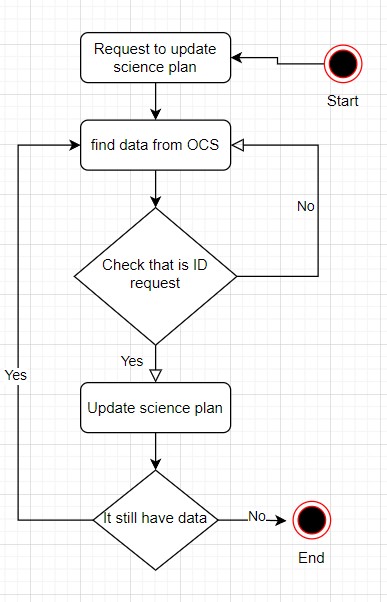 Request to update
science plan
Start
find data from OCS
No
Check that is ID
request
Yes
Update science plan
Yes
It still have data
No
End